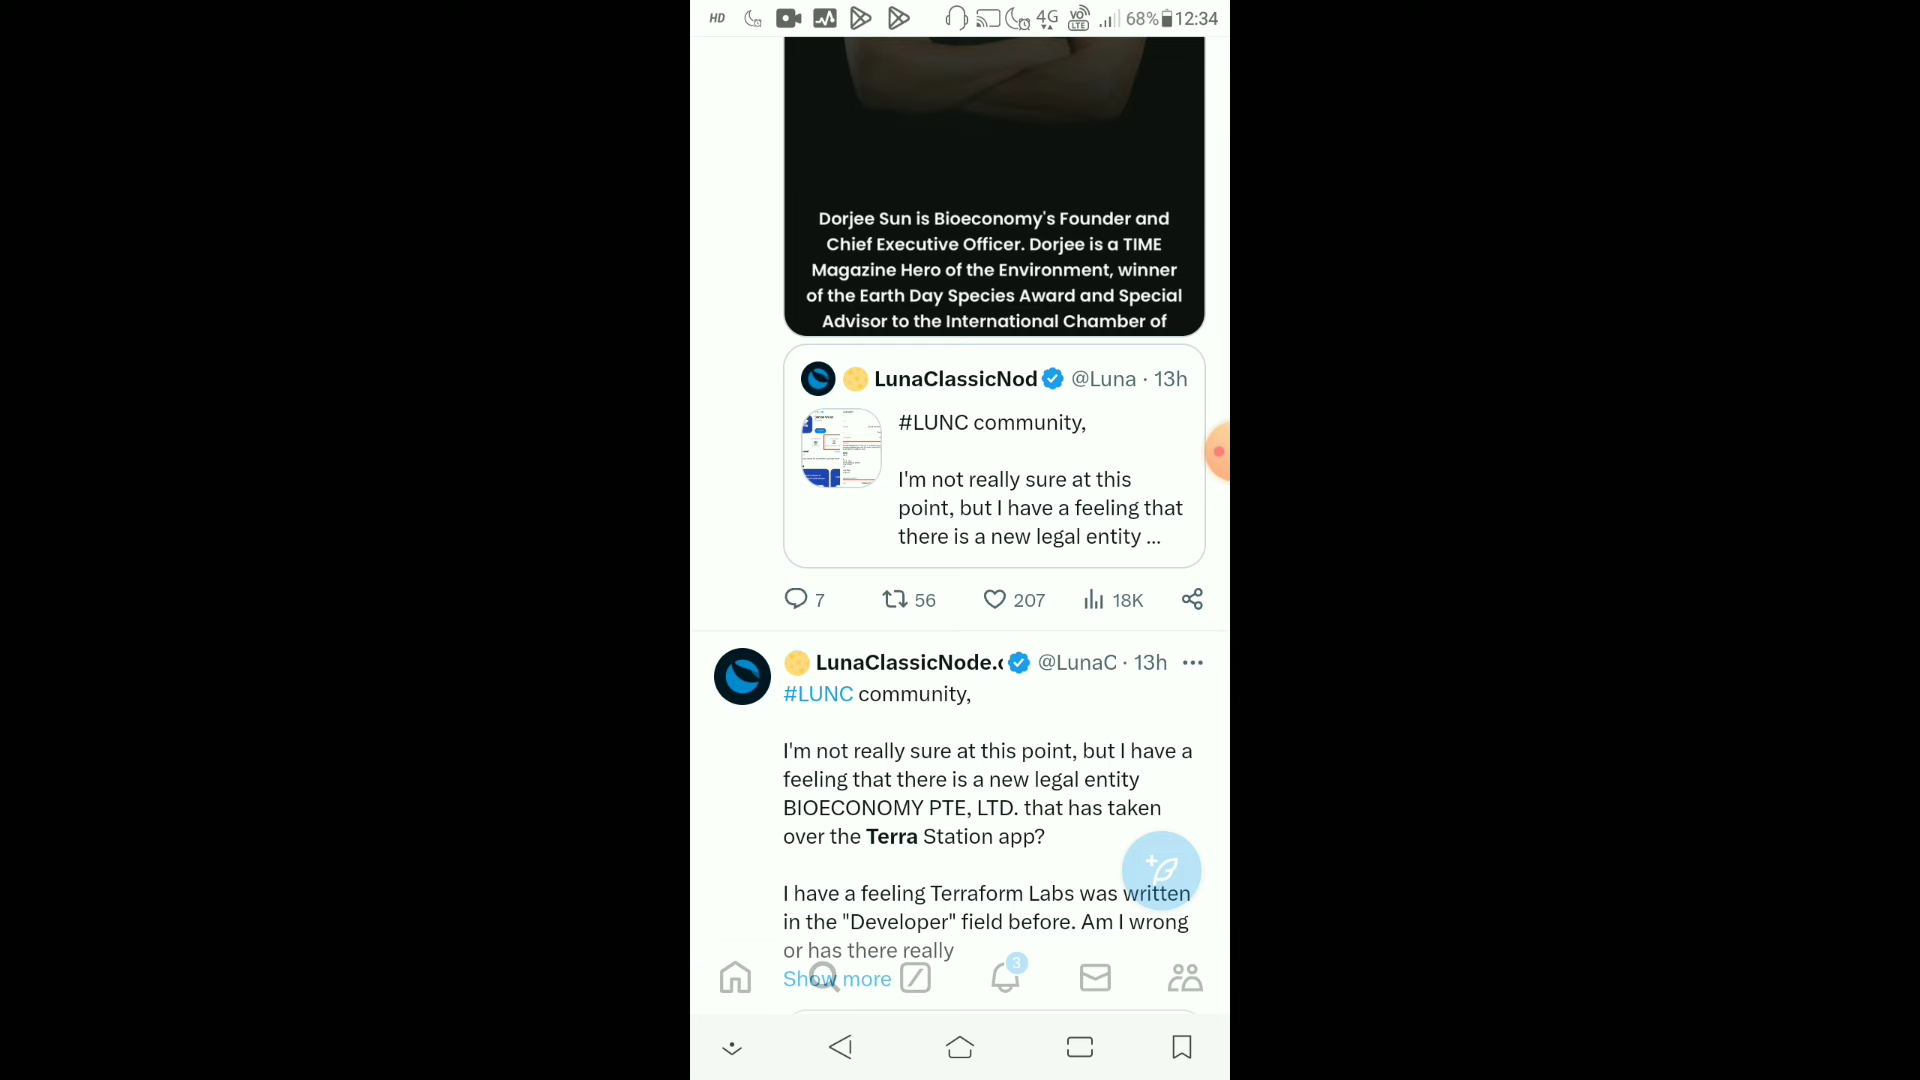 HD 4G VO LTE 68% 12:34
Dorjee Sun is Bioeconomy's Founder and
Chief Executive Officer. Dorjee is a TIME
Magazine Hero of the Environment, winner
of the Earth Day Species Award and Special
Advisor to the International Chamber of
LunaClassicNod @Luna · 13h
#LUNC community,
I'm not really sure at this
point, but I have a feeling that
there is a new legal entity ...
7 56 207 18K
LunaClassicNode. @LunaC · 13h
#LUNC community,
I'm not really sure at this point, but I have a
feeling that there is a new legal entity
BIOECONOMY PTE, LTD. that has taken
over the Terra Station app?
I have a feeling Terraform Labs was written
in the "Developer" field before. Am I wrong
or has there really
3
Show more